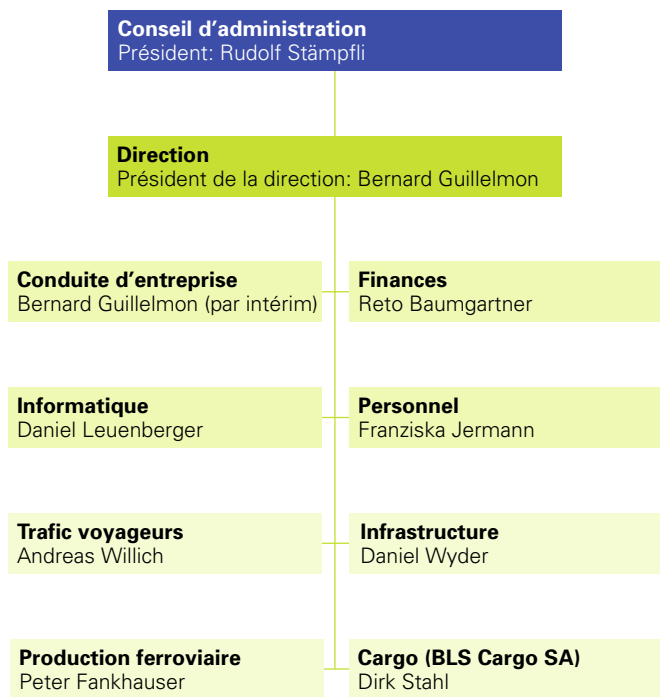 Conseil d’administration
Président: Rudolf Stämpfli
Direction
Président de la direction: Bernard Guillelmon
Conduite d’entreprise
Bernard Guillelmon (par intérim)
Finances
Reto Baumgartner
Informatique
Daniel Leuenberger
Personnel
Franziska Jermann
Trafic voyageurs
Andreas Willich
Infrastructure
Daniel Wyder
Production ferroviaire
Peter Fankhauser
Cargo (BLS Cargo SA)
Dirk Stahl